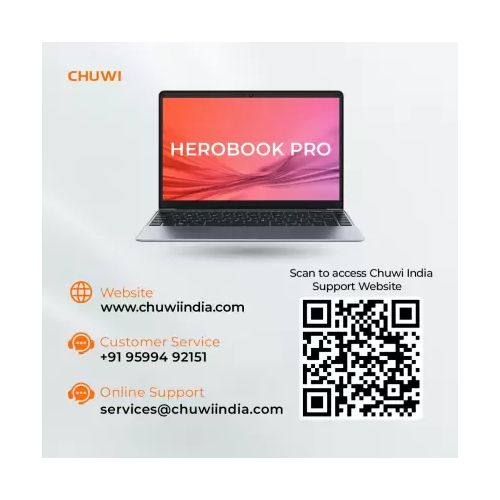 CHUWI
HEROBOOK PRO
Scan to access Chuwi India
Support Website
Website
www.chuwiindia.com
Customer Service
+91 95994 92151
Online Support
services@chuwiindia.com